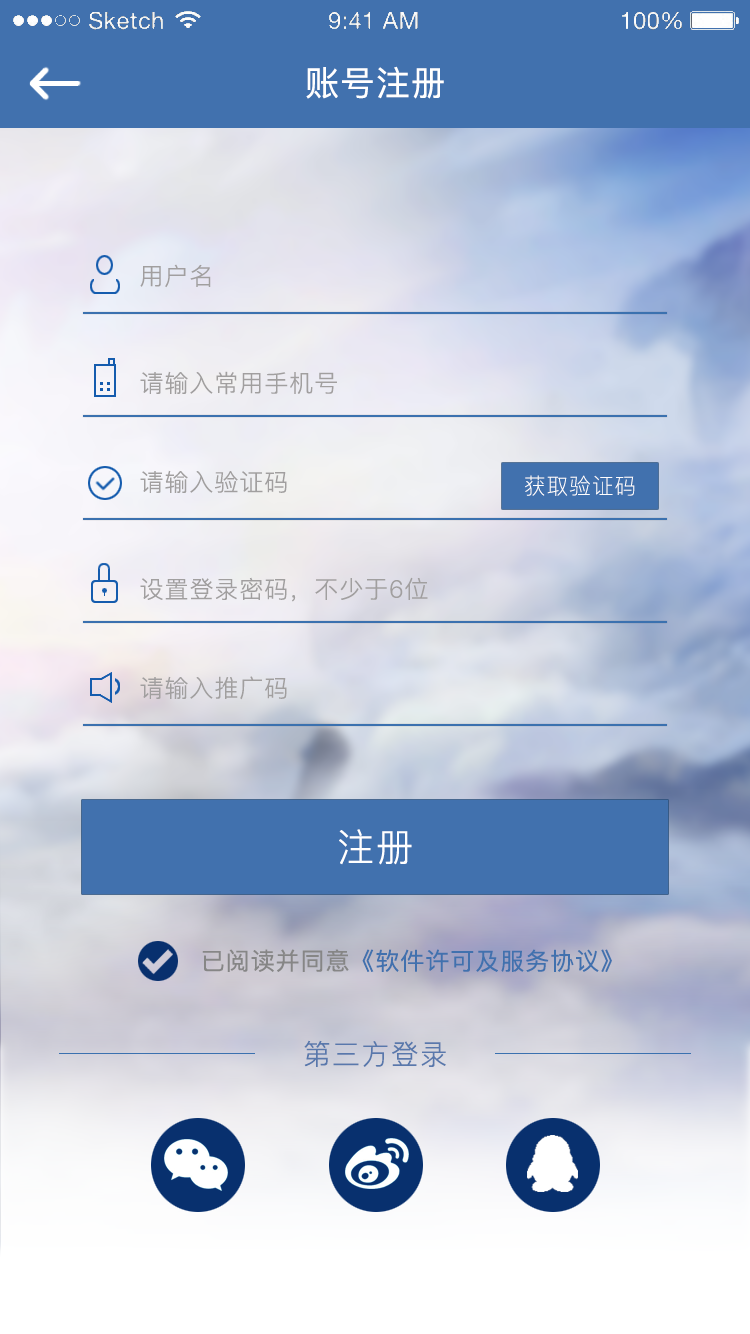 Sketch 9:41 AM 100%
账号注册
用户名
请输入常用手机号
请输入验证码 获取验证码
设置登录密码，不少于6位
请输入推广码
注册
已阅读并同意《软件许可及服务协议》
第三方登录